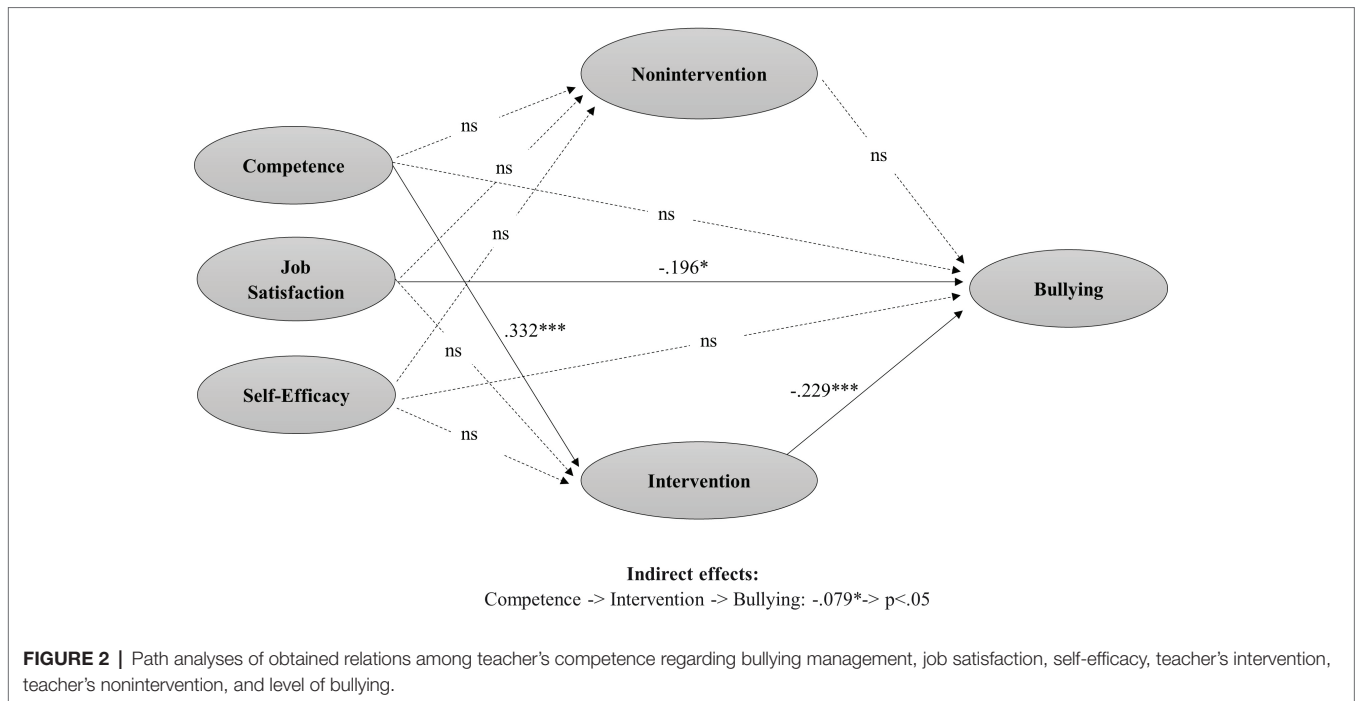 Nonintervention
ns
Competence
ns
ns
ns
ns
Job
Satisfaction
-.196*
Bullying
.332***
ns
ns
Self-Efficacy
-.229***
ns
Intervention
Indirect effects:
Competence -> Intervention -> Bullying: -.079*-> p<.05
FIGURE 2 | Path analyses of obtained relations among teacher's competence regarding bullying management, job satisfaction, self-efficacy, teacher's intervention,
teacher's nonintervention, and level of bullying.